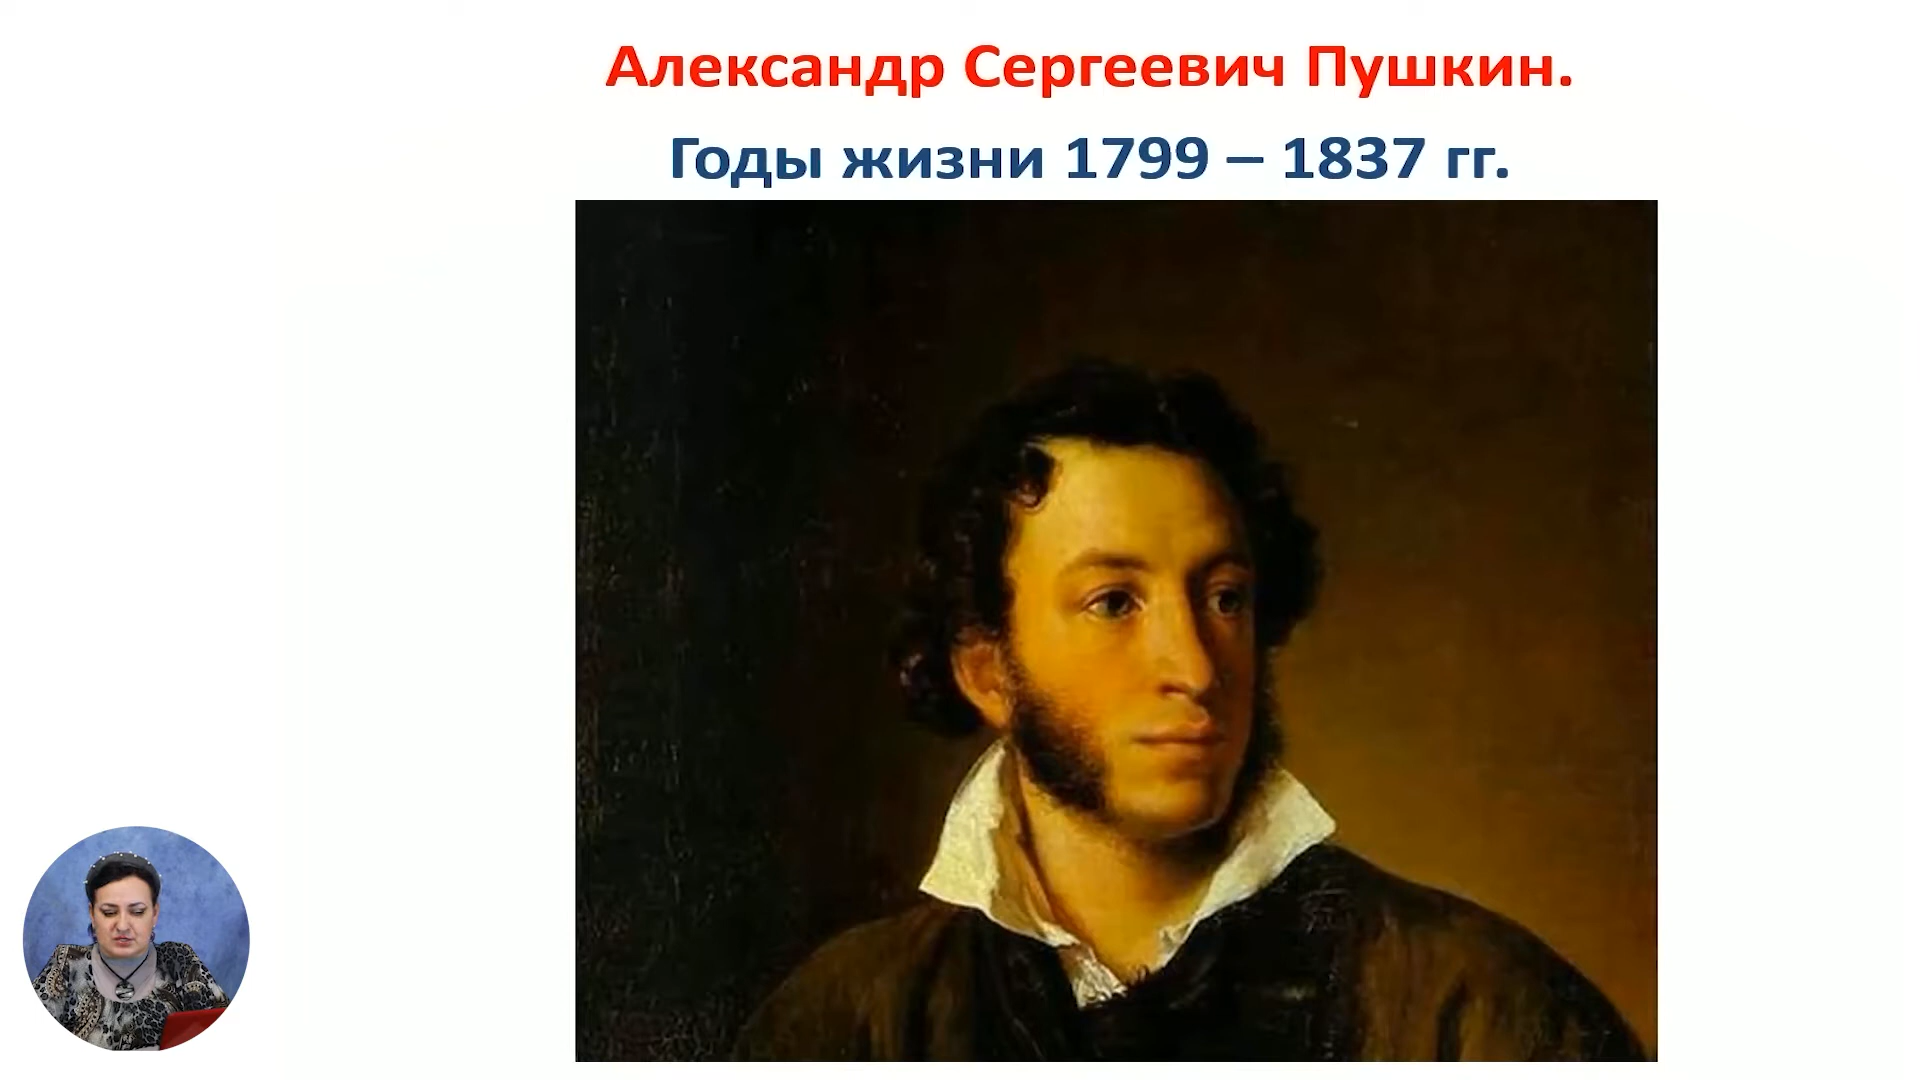 Александр Сергеевич Пушкин.
Годы жизни 1799 – 1837 гг.